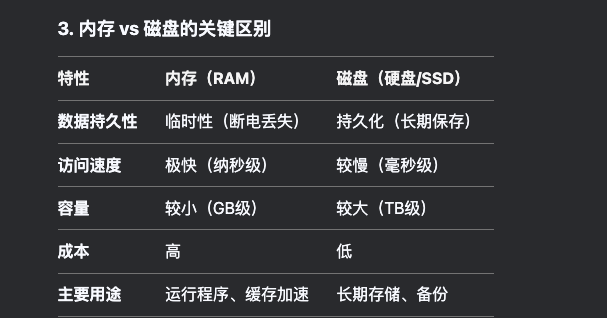 3. 内存 vs 磁盘的关键区别
特性 内存（RAM） 磁盘（硬盘/SSD）
数据持久性 临时性（断电丢失） 持久化（长期保存）
访问速度 极快（纳秒级） 较慢（毫秒级）
容量 较小（GB级） 较大（TB级）
成本 高 低
主要用途 运行程序、缓存加速 长期存储、备份